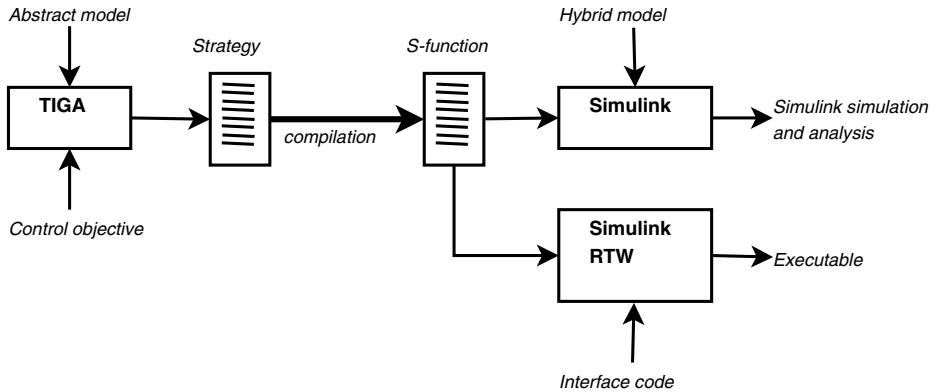 Abstract model
Hybrid model
Strategy
S-function
TIGA
compilation
Simulink
Simulink simulation
and analysis
Control objective
Simulink
RTW
Executable
Interface code